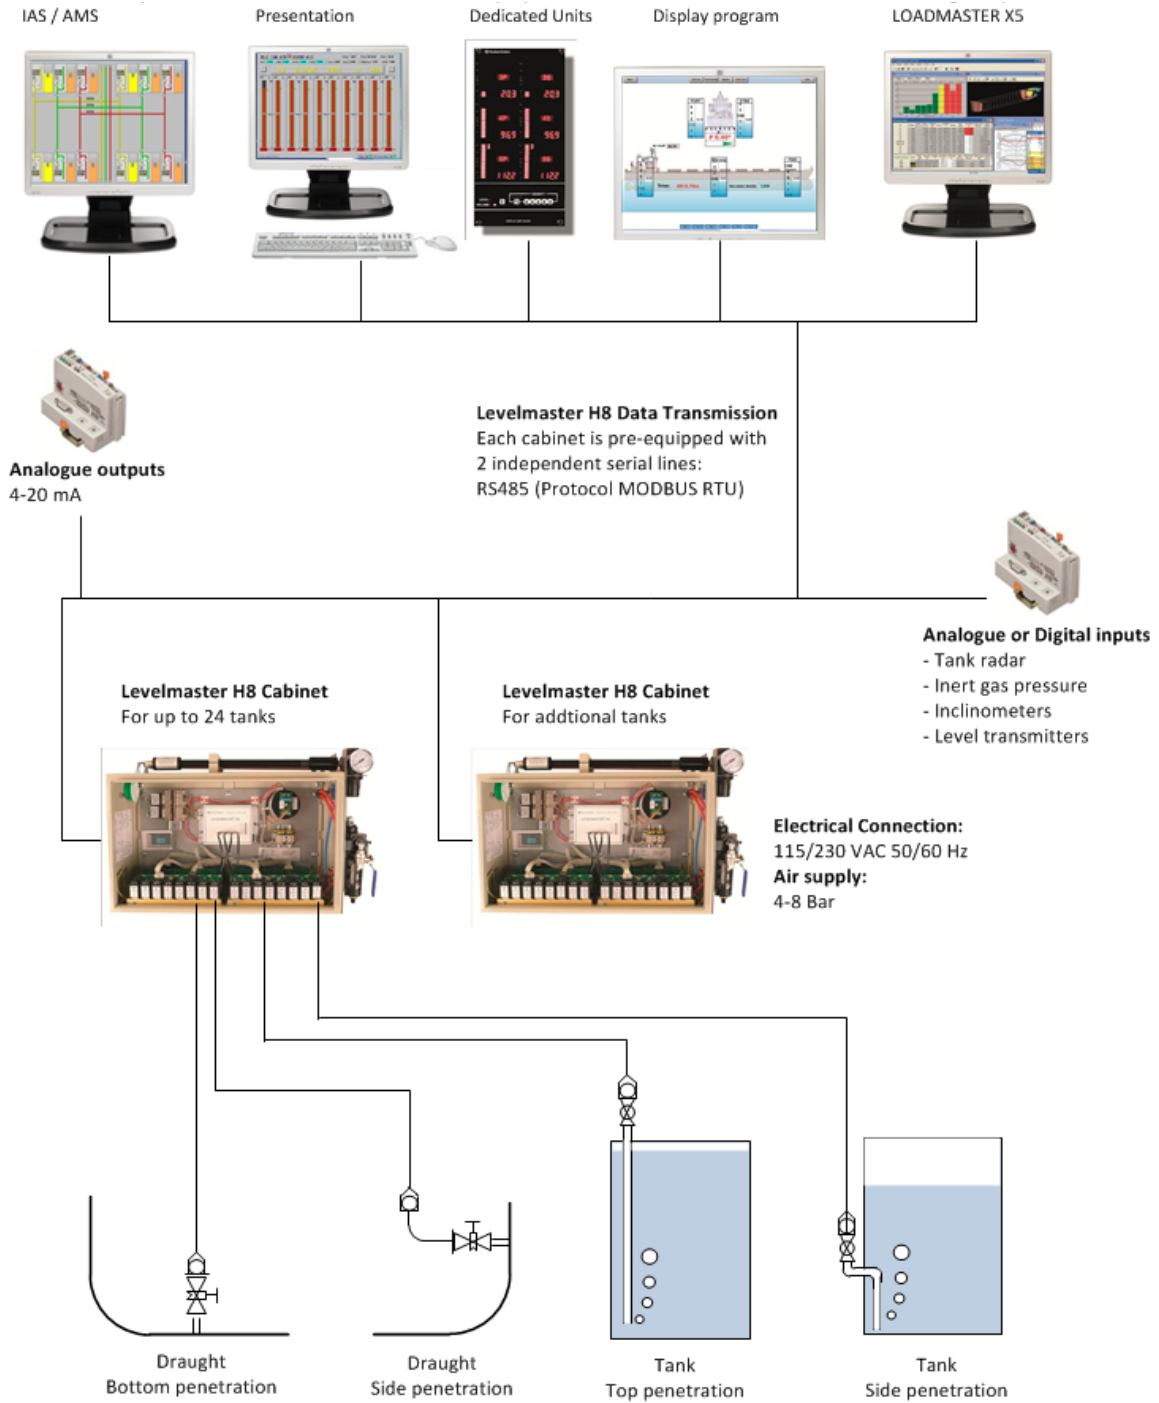 IAS / AMS
Presentation
Dedicated Units
Display program
LOADMASTER X5
Analogue outputs
4-20 mA
Levelmaster H8 Data Transmission
Each cabinet is pre-equipped with
2 independent serial lines:
RS485 (Protocol MODBUS RTU)
Analogue or Digital inputs
- Tank radar
- Inert gas pressure
- Inclinometers
- Level transmitters
Levelmaster H8 Cabinet
For up to 24 tanks
Levelmaster H8 Cabinet
For addtional tanks
Electrical Connection:
115/230 VAC 50/60 Hz
Air supply:
4-8 Bar
Draught
Bottom penetration
Draught
Side penetration
Tank
Top penetration
Tank
Side penetration